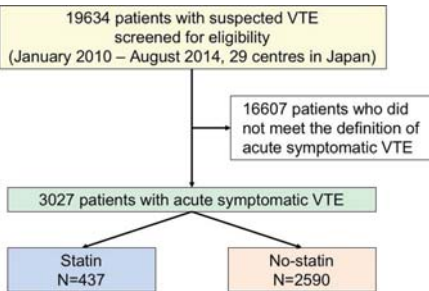 19634 patients with suspected VTE
screened for eligibility
(January 2010 – August 2014, 29 centres in Japan)
16607 patients who did
not meet the definition of
acute symptomatic VTE
3027 patients with acute symptomatic VTE
Statin
N=437
No-statin
N=2590